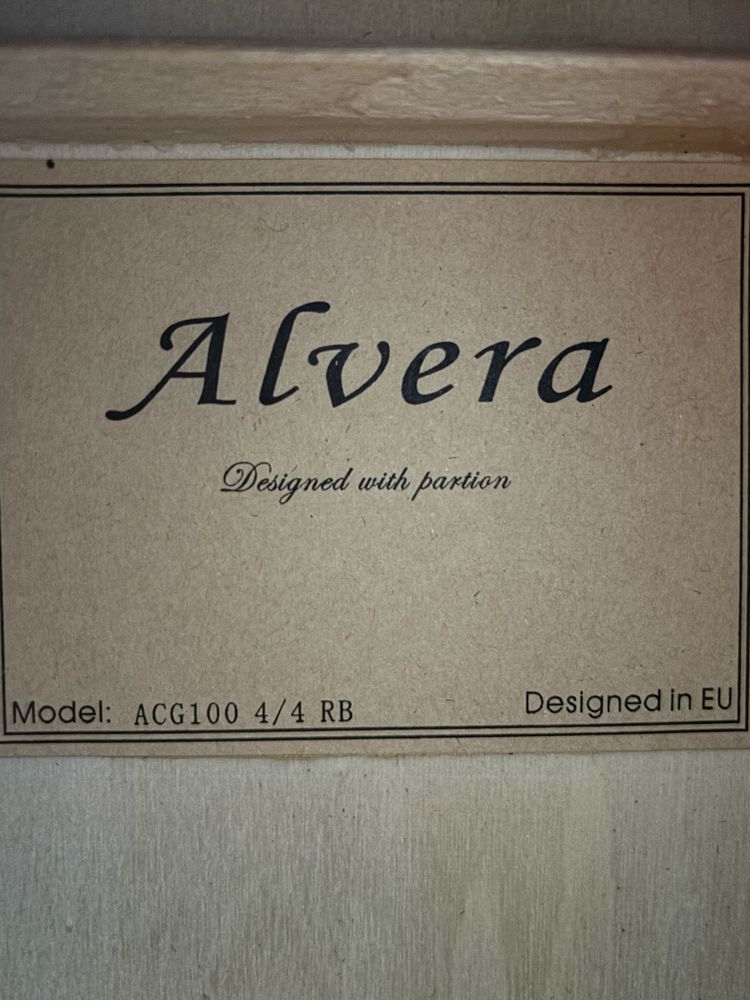 Alvera
Designed with partion
Model: ACG100 4/4 RB
Designed in EU